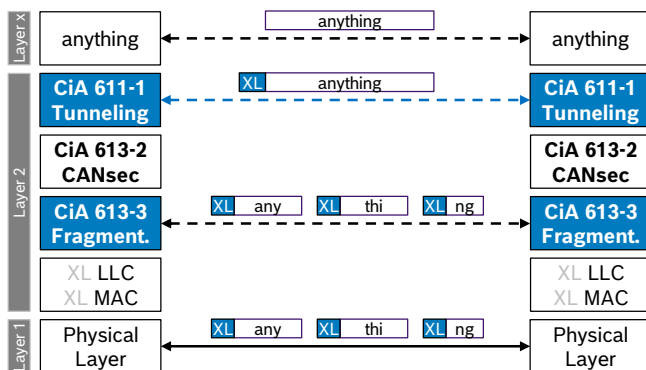 Layer x
anything
anything
anything
Layer 2
CiA 611-1
Tunneling
XL anything
CiA 611-1
Tunneling
CiA 613-2
CANsec
CiA 613-2
CANsec
CiA 613-3
Fragment.
XL any XL thi XL ng
CiA 613-3
Fragment.
XL LLC
XL MAC
XL LLC
XL MAC
Layer 1
Physical
Layer
XL any XL thi XL ng
Physical
Layer